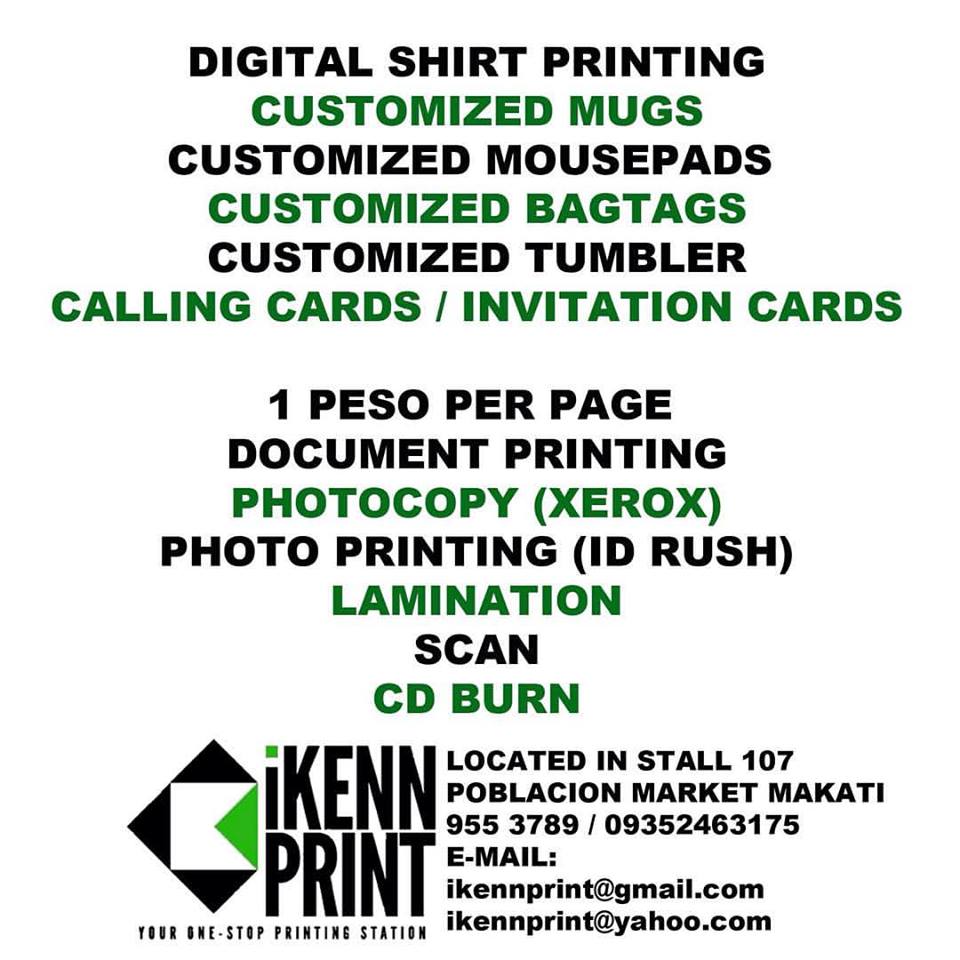 DIGITAL SHIRT PRINTING
CUSTOMIZED MUGS
CUSTOMIZED MOUSEPADS
CUSTOMIZED BAGTAGS
CUSTOMIZED TUMBLER
CALLING CARDS / INVITATION CARDS
1 PESO PER PAGE
DOCUMENT PRINTING
PHOTOCOPY (XEROX)
PHOTO PRINTING (ID RUSH)
LAMINATION
SCAN
CD BURN
iKENN
PRINT
YOUR ONE-STOP PRINTING STATION
LOCATED IN STALL 107
POBLACION MARKET MAKATI
955 3789 / 09352463175
E-MAIL:
ikennprint@gmail.com
ikennprint@yahoo.com